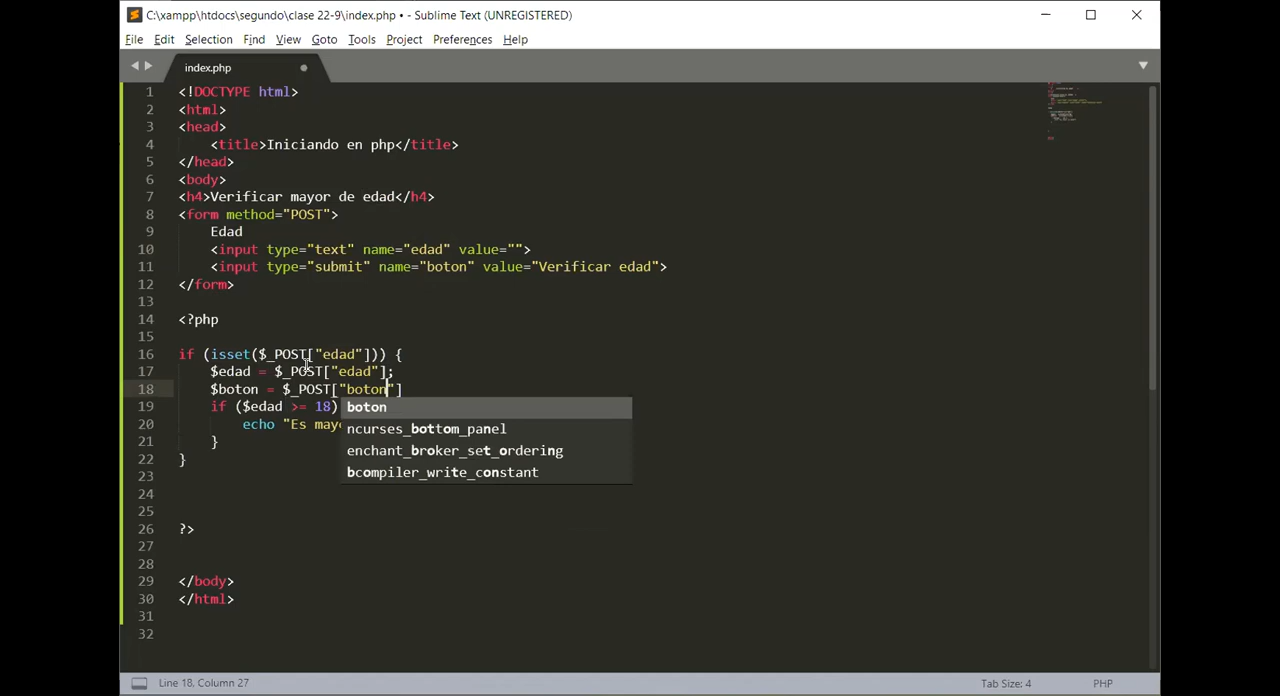 C:\xampp\htdocs\segundo\clase 22-9\index.php • - Sublime Text (UNREGISTERED)
File Edit Selection Find View Goto Tools Project Preferences Help
index.php
1 <!DOCTYPE html>
2 <html>
3 <head>
4 <title>Iniciando en php</title>
5 </head>
6 <body>
7 <h4>Verificar mayor de edad</h4>
8 <form method="POST">
9 Edad
10 <input type="text" name="edad" value="">
11 <input type="submit" name="boton" value="Verificar edad">
12 </form>
13
14 <?php
15
16 if (isset($_POST["edad"])) {
17 $edad = $_POST["edad"];
18 $boton = $_POST["boton"]
19 if ($edad >= 18)
boton
20 echo "Es mayo
ncurses_bottom_panel
21 }
enchant_broker_set_ordering
22 }
bcompiler_write_constant
23
24
25
26 ?>
27
28
29 </body>
30 </html>
31
32
Line 18, Column 27 Tab Size: 4 PHP